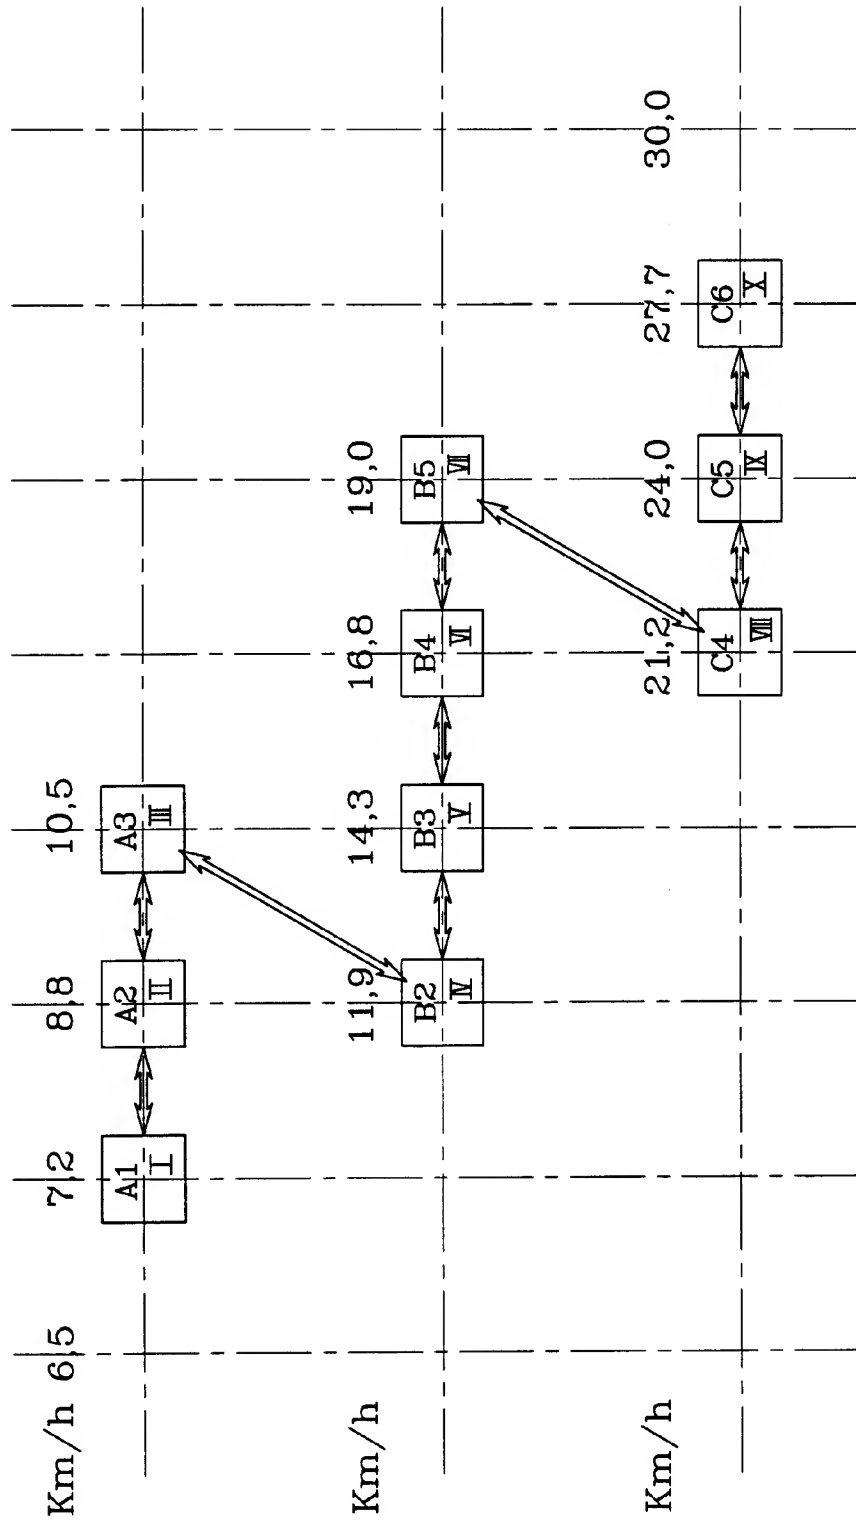 Km/h 6,5 7,2 8,8 10,5
A1 A2 A3
I II III
Km/h 11,9 14,3 16,8 19,0
B2 B3 B4 B5
IV V VI VII
Km/h 21,2 24,0 27,7 30,0
C4 C5 C6
VIII IX X